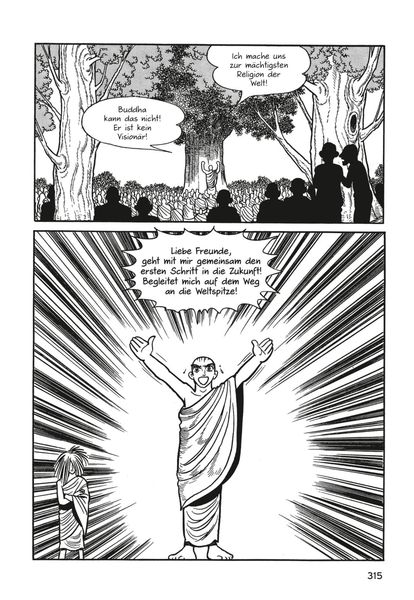 Ich mache uns
zur mächtigsten
Religion der
Welt!
Buddha
kann das nicht!
Er ist kein
Visionär!
Liebe Freunde,
geht mit mir gemeinsam den
ersten Schritt in die Zukunft!
Begleitet mich auf dem Weg
an die Weltspitze!
315